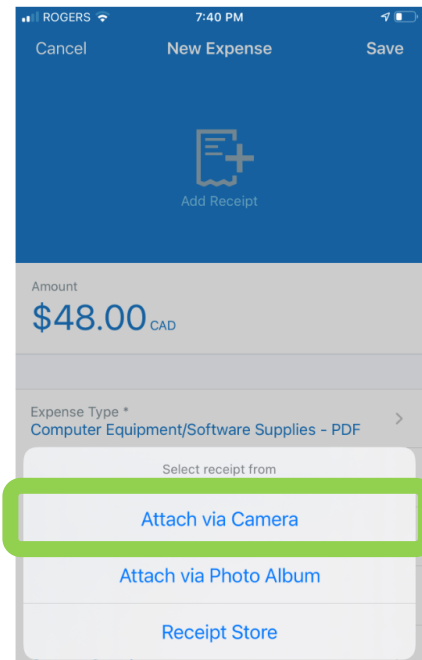 ROGERS 7:40 PM
Cancel New Expense Save
Add Receipt
Amount
$48.00 CAD
Expense Type *
Computer Equipment/Software Supplies - PDF
Select receipt from
Attach via Camera
Attach via Photo Album
Receipt Store